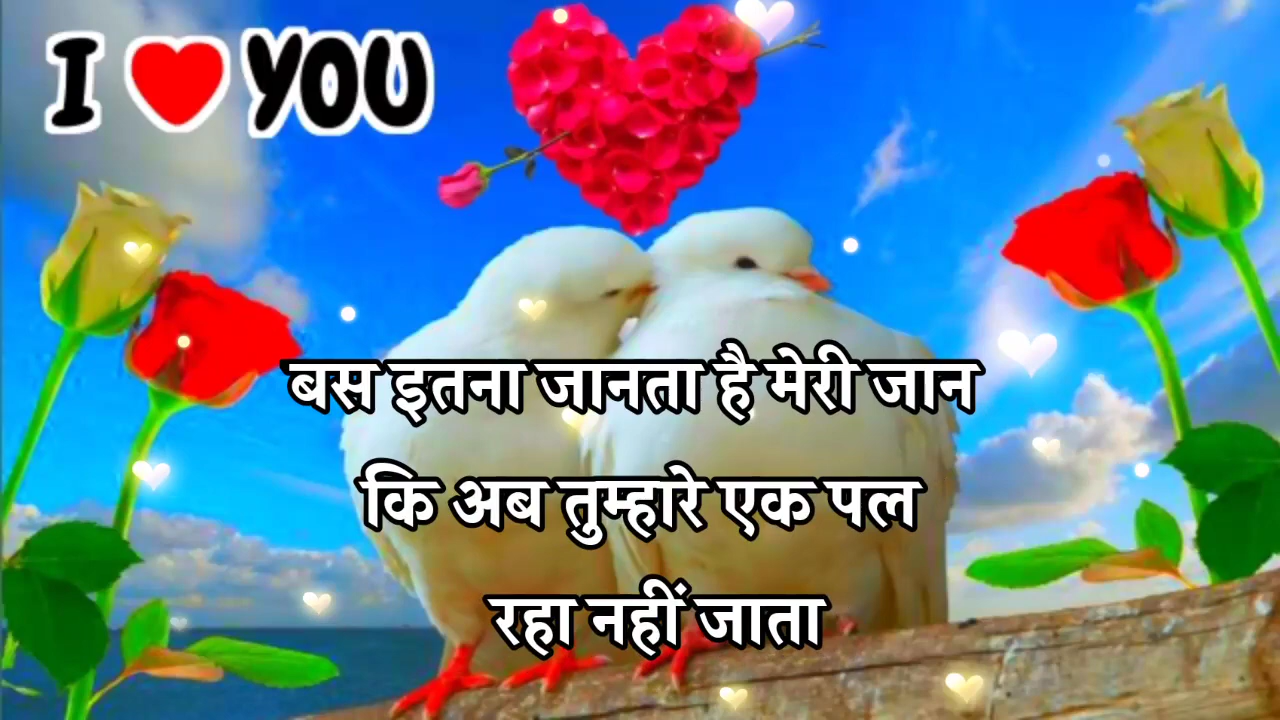 I ❤ YOU
बस इतना जानता है मेरी जान
कि अब तुम्हारे एक पल
रहा नहीं जाता